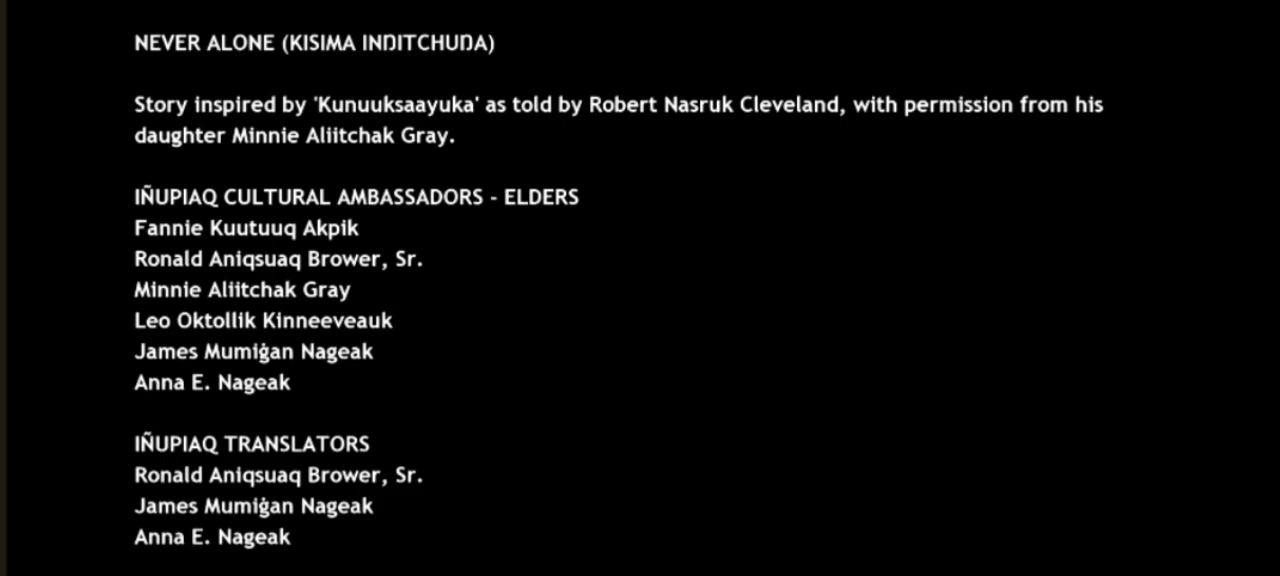 NEVER ALONE (KISIMA INŊITCHUŊA)
Story inspired by 'Kunuuksaayuka' as told by Robert Nasruk Cleveland, with permission from his
daughter Minnie Aliitchak Gray.
IÑUPIAQ CULTURAL AMBASSADORS - ELDERS
Fannie Kuutuuq Akpik
Ronald Aniqsuaq Brower, Sr.
Minnie Aliitchak Gray
Leo Oktollik Kinneeveauk
James Mumiġan Nageak
Anna E. Nageak
IÑUPIAQ TRANSLATORS
Ronald Aniqsuaq Brower, Sr.
James Mumiġan Nageak
Anna E. Nageak